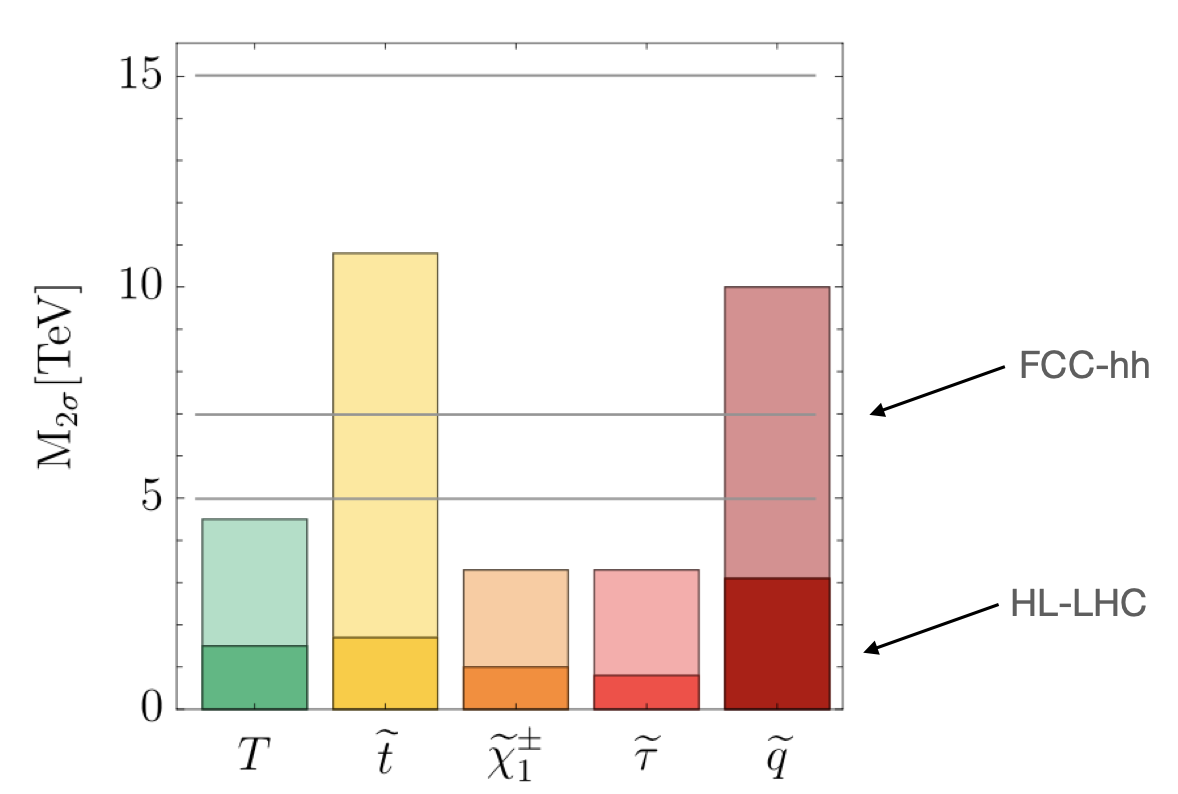 15
10
5
0
M₂σ[TeV]
T
t̃
χ̃₁±
τ̃
q̃
FCC-hh
HL-LHC